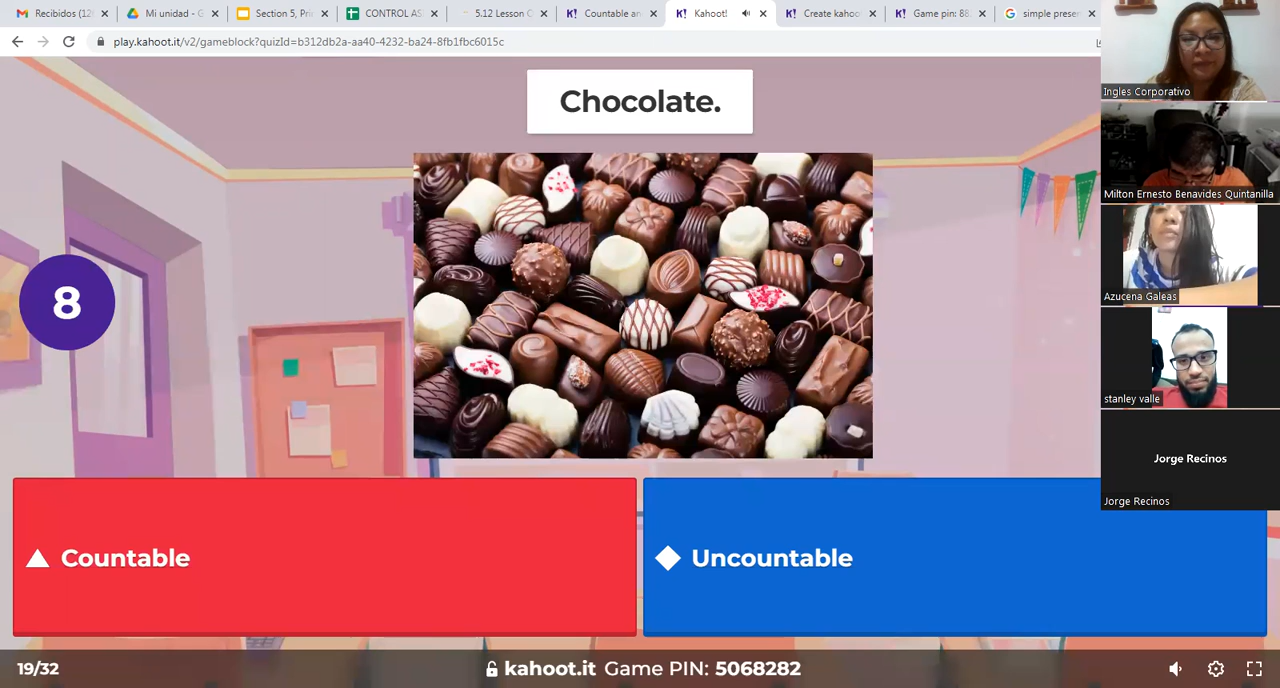 Recibidos (120
Mi unidad - G
Section 5, Pri
CONTROL AS
5.12 Lesson C
Countable an
Kahoot!
Create kahoo
Game pin: 88
simple presen
play.kahoot.it/v2/gameblock?quizId=b312db2a-aa40-4232-ba24-8fb1fbc6015c
Chocolate.
8
Ingles Corporativo
Milton Ernesto Benavides Quintanilla
Azucena Galeas
stanley valle
Jorge Recinos
Jorge Recinos
Countable
Uncountable
19/32
kahoot.it Game PIN: 5068282